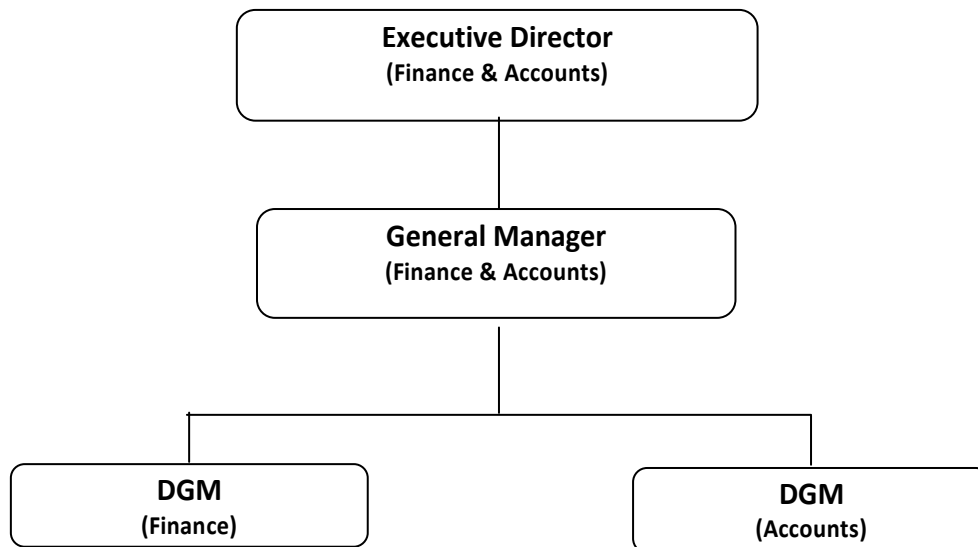 Executive Director
(Finance & Accounts)
General Manager
(Finance & Accounts)
DGM
(Finance)
DGM
(Accounts)